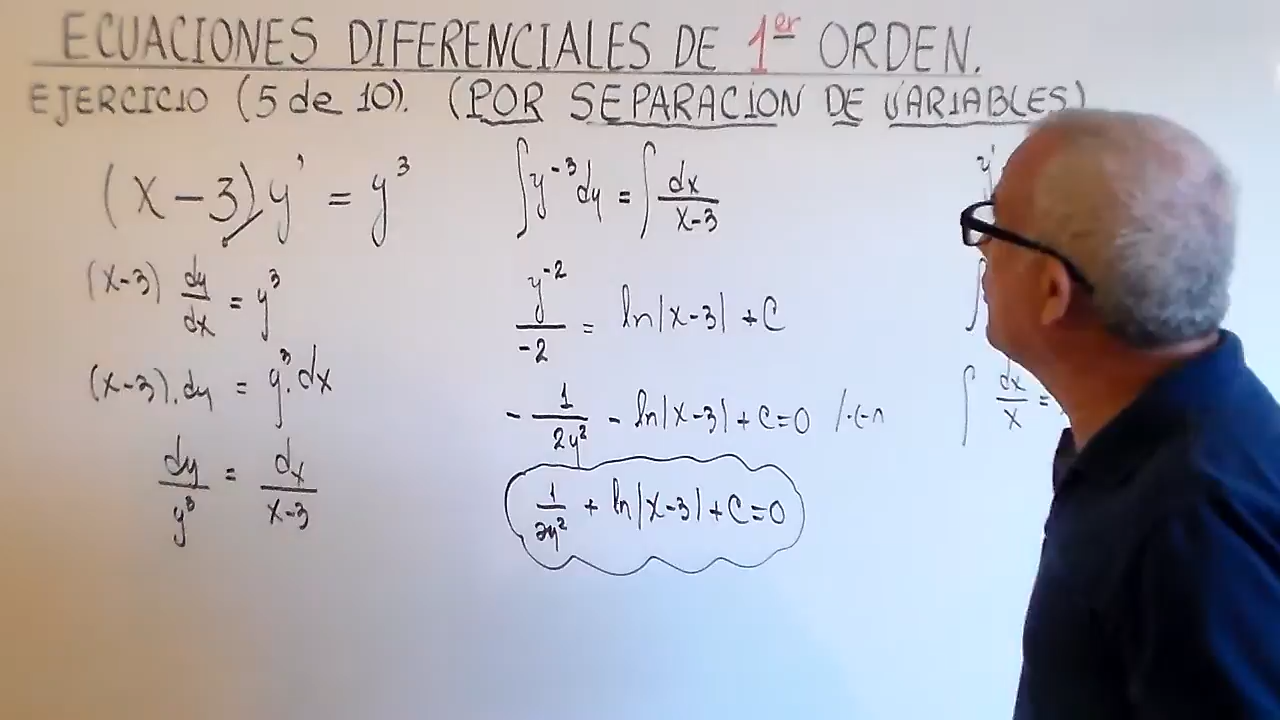 ECUACIONES DIFERENCIALES DE 1er ORDEN.
EJERCICIO (5 de 10). (POR SEPARACION DE VARIABLES)
(x-3)y' = y³
(x-3) dy/dx = y³
(x-3).dy = y³.dx
dy/y³ = dx/x-3
∫y⁻³dy = ∫dx/x-3
y⁻²/-2 = ln|x-3| + C
-1/2y² - ln|x-3| + C=0 /·(-1)
1/2y² + ln|x-3| + C=0
y'
∫
∫ dx/x =